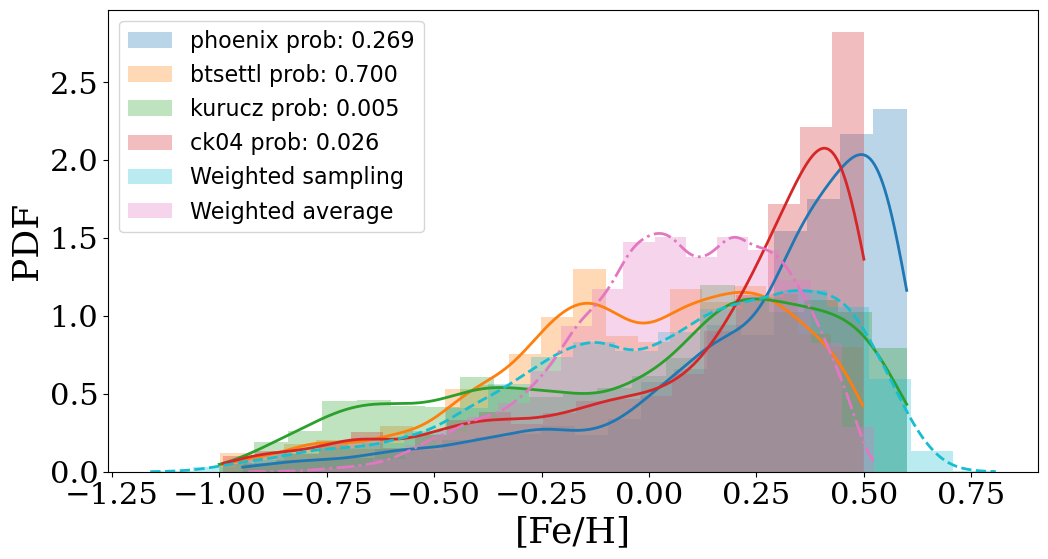 phoenix prob: 0.269
btsettl prob: 0.700
kurucz prob: 0.005
ck04 prob: 0.026
Weighted sampling
Weighted average
PDF
2.5
2.0
1.5
1.0
0.5
0.0
−1.25 −1.00 −0.75 −0.50 −0.25 0.00 0.25 0.50 0.75
[Fe/H]